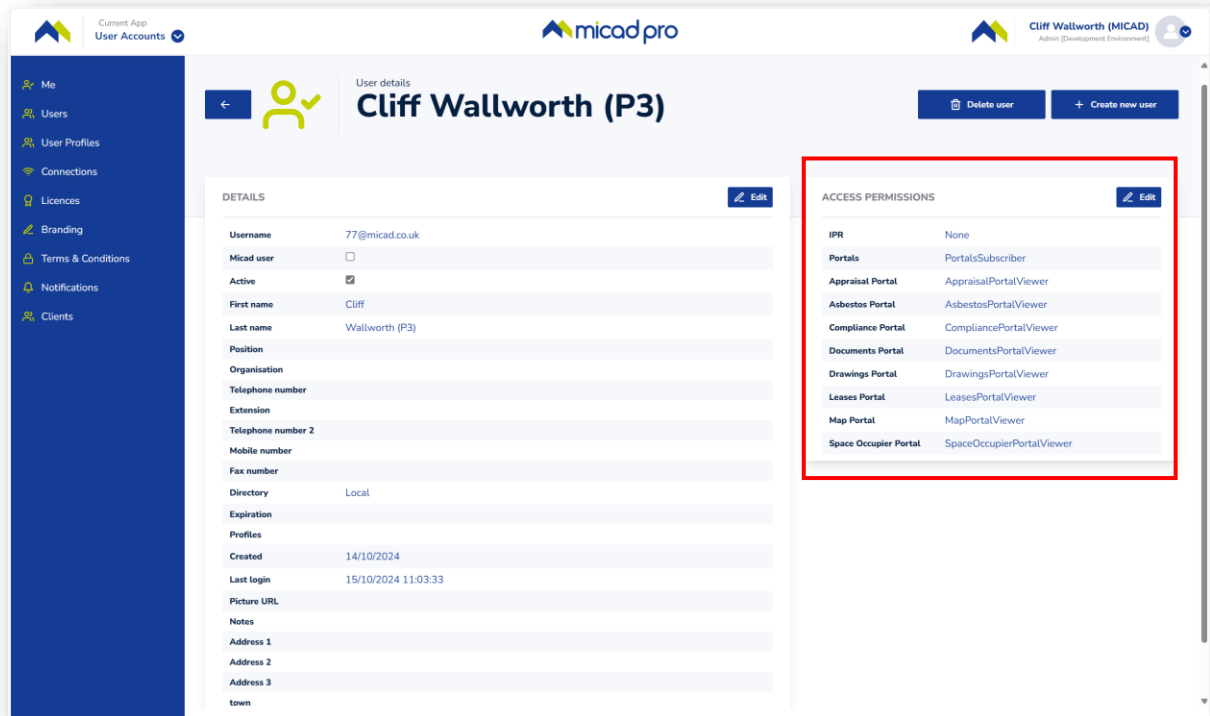 Current App
User Accounts
micad pro
Cliff Wallworth (MICAD)
Admin [Development Environment]
Me
Users
User Profiles
Connections
Licences
Branding
Terms & Conditions
Notifications
Clients
User details
Cliff Wallworth (P3)
Delete user
+ Create new user
DETAILS
Edit
Username 77@micad.co.uk
Micad user
Active
First name Cliff
Last name Wallworth (P3)
Position
Organisation
Telephone number
Extension
Telephone number 2
Mobile number
Fax number
Directory Local
Expiration
Profiles
Created 14/10/2024
Last login 15/10/2024 11:03:33
Picture URL
Notes
Address 1
Address 2
Address 3
town
ACCESS PERMISSIONS
Edit
IPR None
Portals PortalsSubscriber
Appraisal Portal AppraisalPortalViewer
Asbestos Portal AsbestosPortalViewer
Compliance Portal CompliancePortalViewer
Documents Portal DocumentsPortalViewer
Drawings Portal DrawingsPortalViewer
Leases Portal LeasesPortalViewer
Map Portal MapPortalViewer
Space Occupier Portal SpaceOccupierPortalViewer